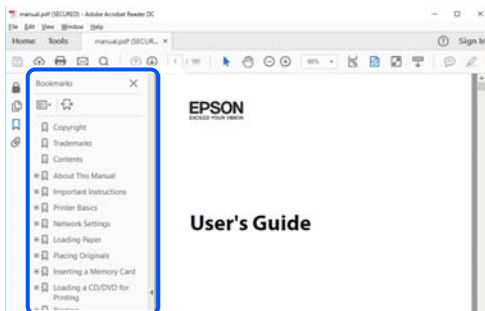 manual.pdf (SECURED) - Adobe Acrobat Reader DC
File Edit View Window Help
Home Tools manual.pdf (SECUR... × Sign In
Bookmarks
EPSON
EXCEED YOUR VISION
Copyright
Trademarks
Contents
About This Manual
Important Instructions
Printer Basics
User's Guide
Network Settings
Loading Paper
Placing Originals
Inserting a Memory Card
Loading a CD/DVD for
Printing